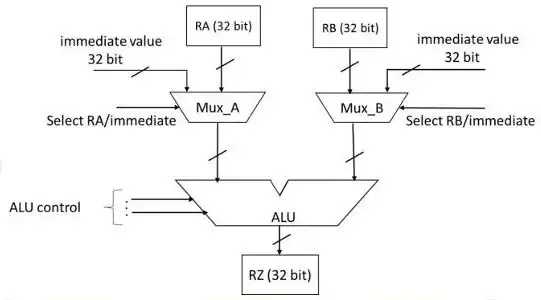 RA (32 bit)
RB (32 bit)
immediate value
32 bit
immediate value
32 bit
Mux_A
Mux_B
Select RA/immediate
Select RB/immediate
ALU control
ALU
RZ (32 bit)